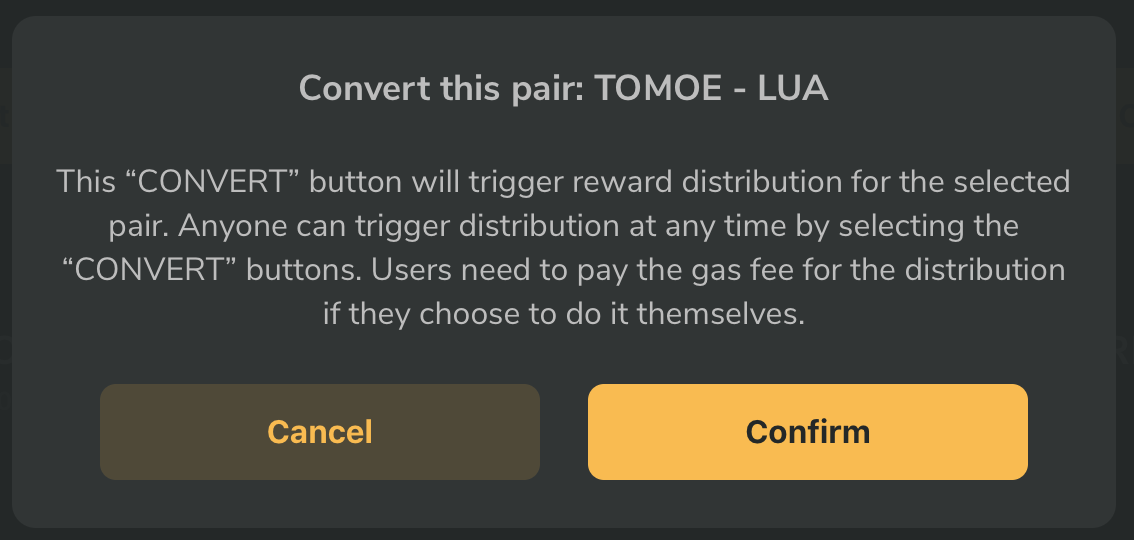 Convert this pair: TOMOE - LUA
This “CONVERT” button will trigger reward distribution for the selected
pair. Anyone can trigger distribution at any time by selecting the
“CONVERT” buttons. Users need to pay the gas fee for the distribution
if they choose to do it themselves.
Cancel
Confirm